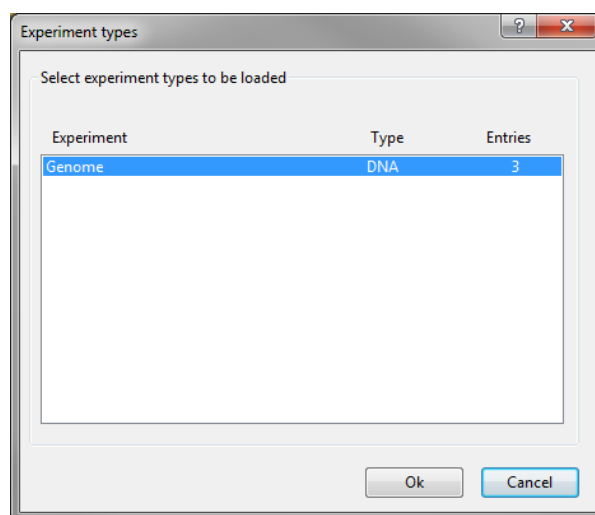 Experiment types
?
Select experiment types to be loaded
Experiment Type Entries
Genome DNA 3
Ok Cancel